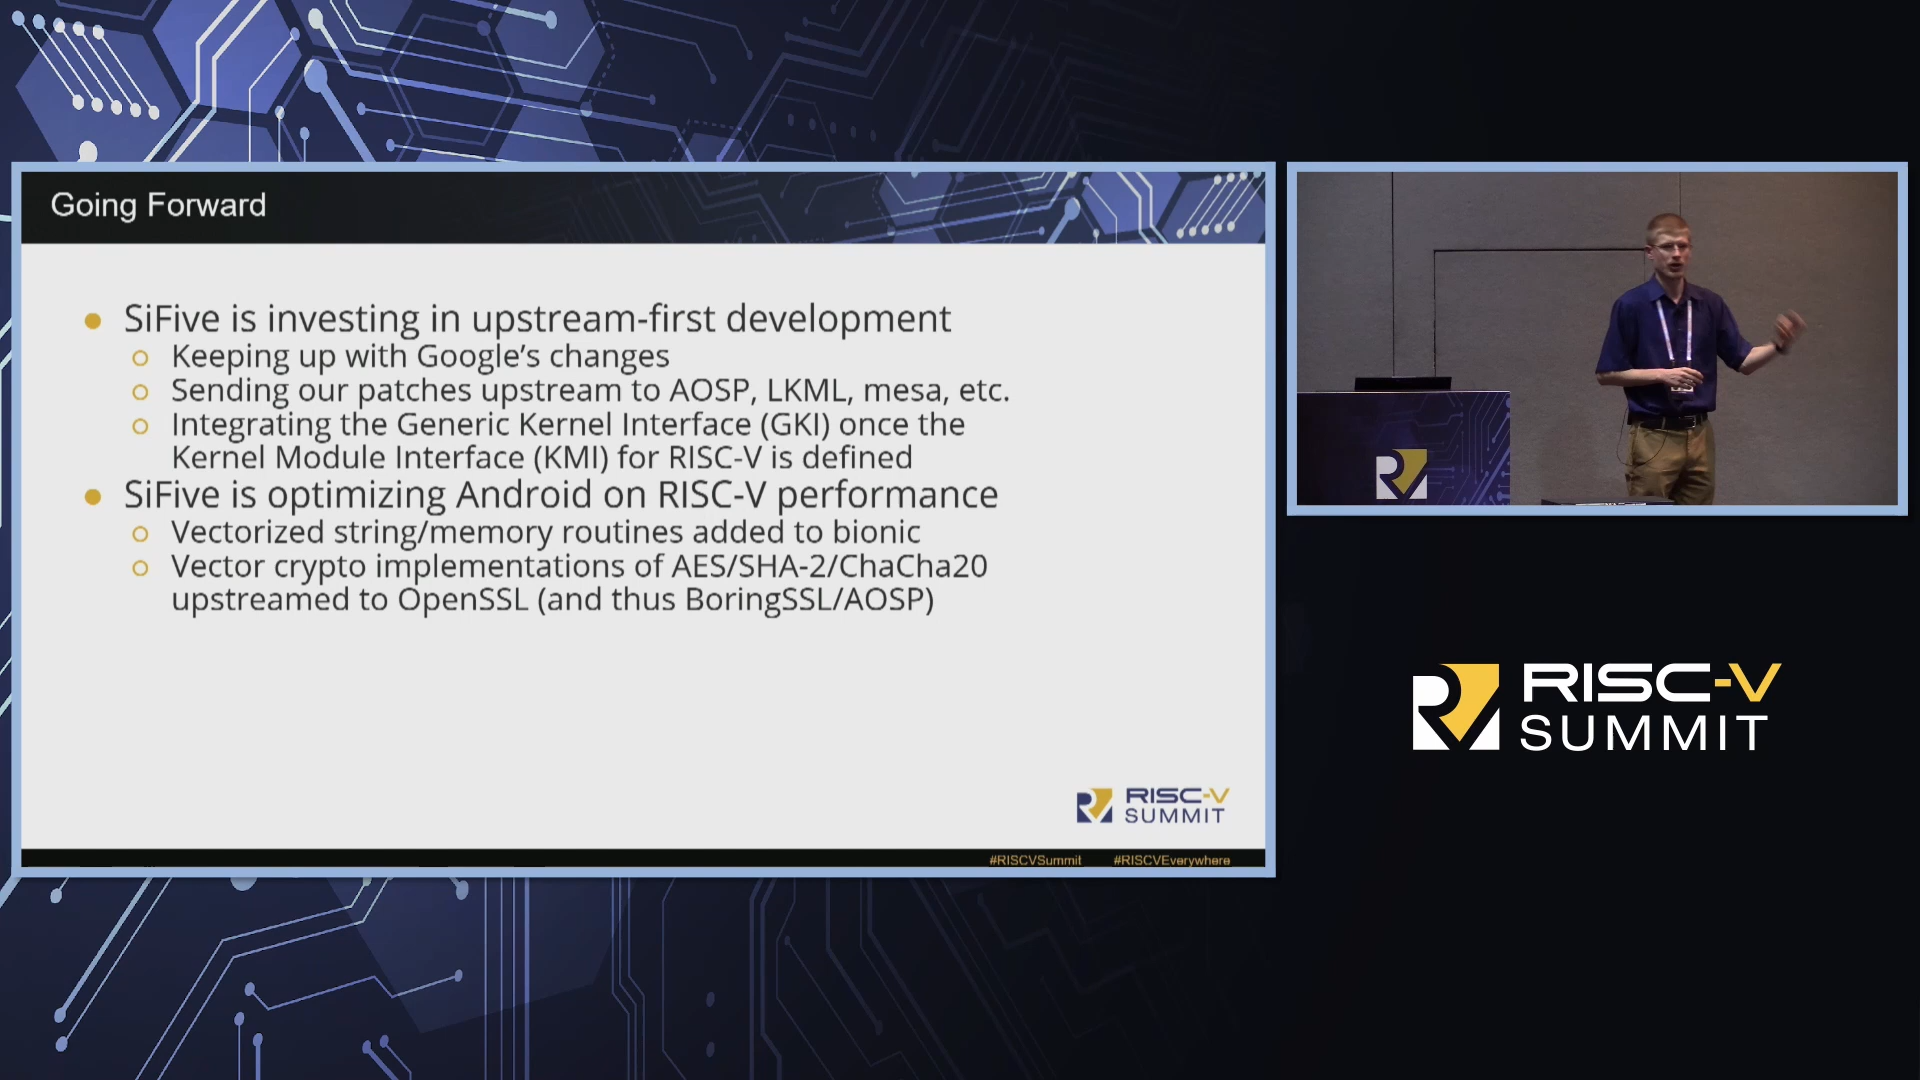 Going Forward
SiFive is investing in upstream-first development
Keeping up with Google's changes
Sending our patches upstream to AOSP, LKML, mesa, etc.
Integrating the Generic Kernel Interface (GKI) once the
Kernel Module Interface (KMI) for RISC-V is defined
SiFive is optimizing Android on RISC-V performance
Vectorized string/memory routines added to bionic
Vector crypto implementations of AES/SHA-2/ChaCha20
upstreamed to OpenSSL (and thus BoringSSL/AOSP)
RISC-V
SUMMIT
#RISCVSummit #RISCVEverywhere
RISC-V
SUMMIT